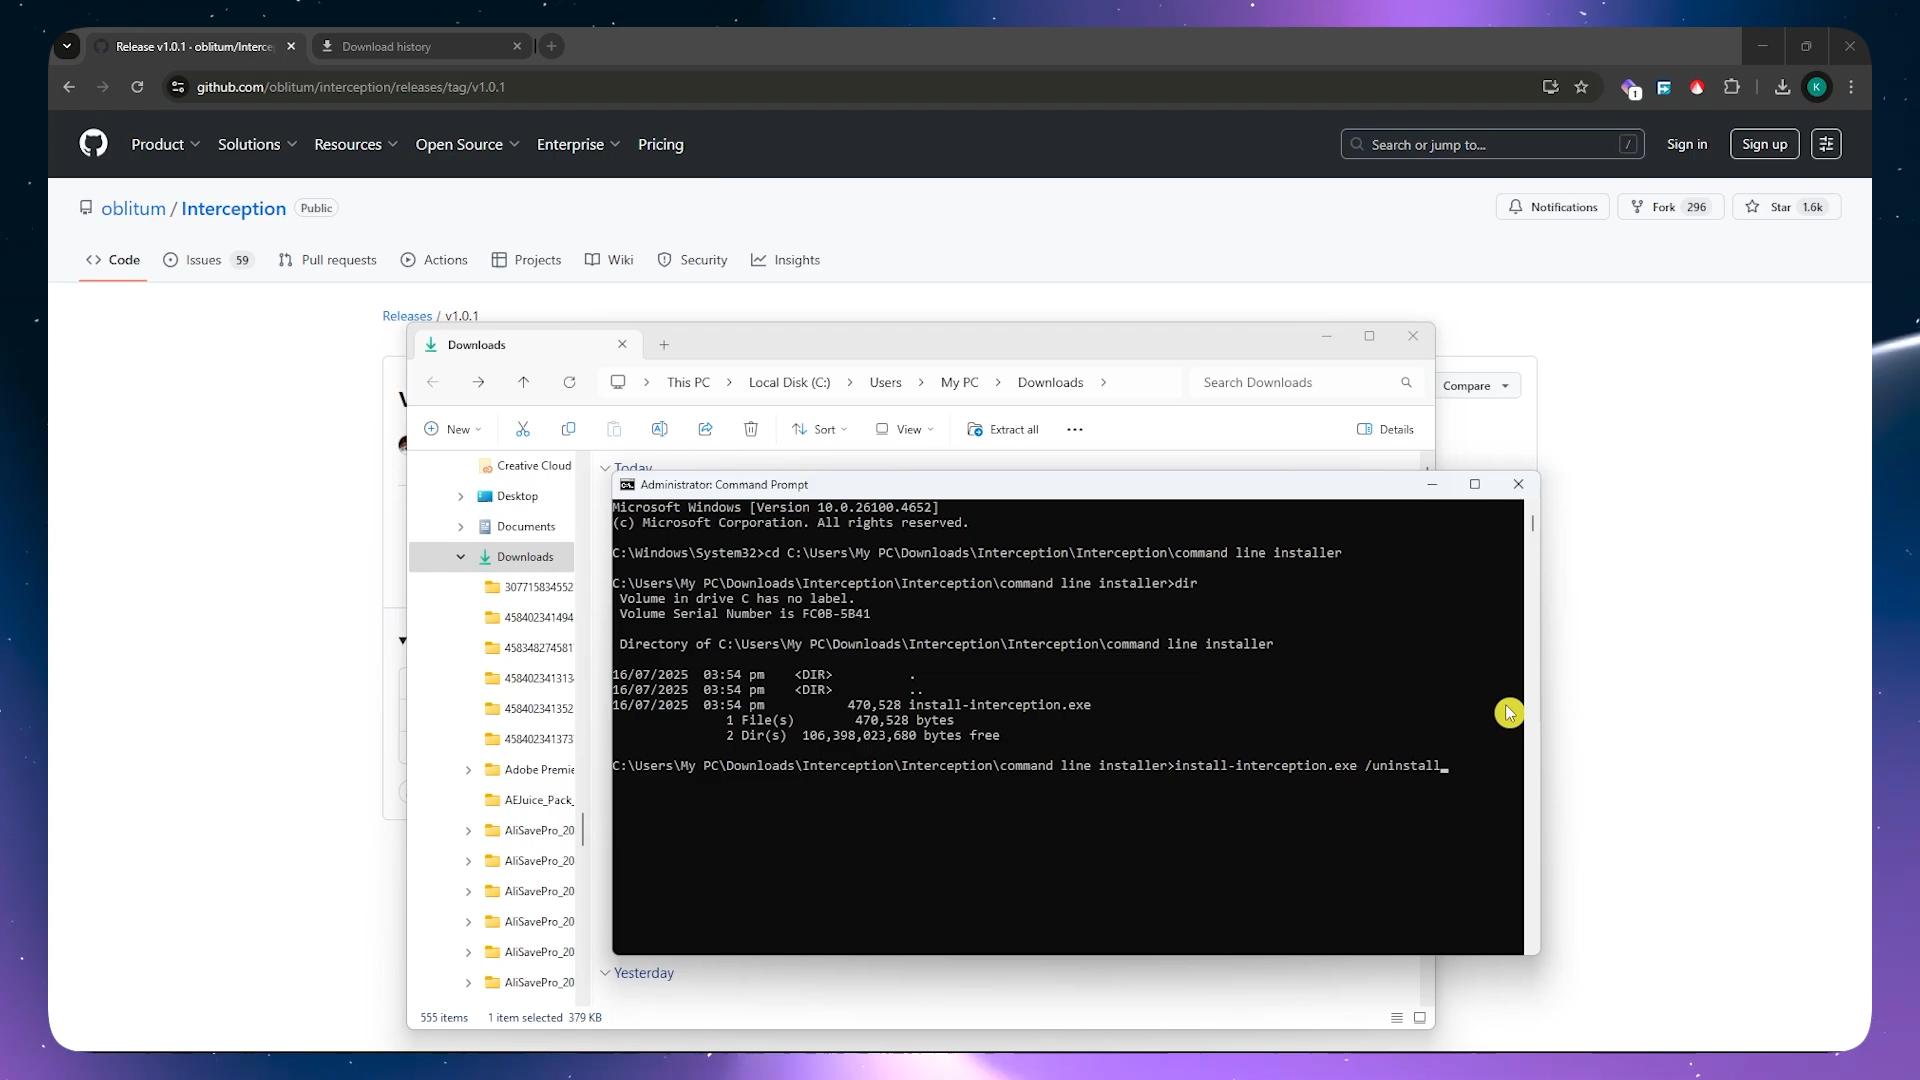 Release v1.0.1 · oblitum/Interce
Download history
github.com/oblitum/interception/releases/tag/v1.0.1
1
K
Product
Solutions
Resources
Open Source
Enterprise
Pricing
Search or jump to...
/
Sign in
Sign up
oblitum / Interception
Public
Notifications
Fork 296
Star 1.6k
Code
Issues 59
Pull requests
Actions
Projects
Wiki
Security
Insights
Releases / v1.0.1
Compare
Downloads
This PC > Local Disk (C:) > Users > My PC > Downloads >
Search Downloads
New
Sort
View
Extract all
Details
Creative Cloud
Desktop
Documents
Downloads
307715834552
458402341494
458348274581
458402341313
458402341352
458402341373
Adobe Premie
AEJuice_Pack_
AliSavePro_20
AliSavePro_20
AliSavePro_20
AliSavePro_20
AliSavePro_20
AliSavePro_20
Today
Administrator: Command Prompt
Microsoft Windows [Version 10.0.26100.4652]
(c) Microsoft Corporation. All rights reserved.
C:\Windows\System32>cd C:\Users\My PC\Downloads\Interception\Interception\command line installer
C:\Users\My PC\Downloads\Interception\Interception\command line installer>dir
Volume in drive C has no label.
Volume Serial Number is FC0B-5B41
Directory of C:\Users\My PC\Downloads\Interception\Interception\command line installer
16/07/2025 03:54 pm <DIR> .
16/07/2025 03:54 pm <DIR> ..
16/07/2025 03:54 pm 470,528 install-interception.exe
1 File(s) 470,528 bytes
2 Dir(s) 106,398,023,680 bytes free
C:\Users\My PC\Downloads\Interception\Interception\command line installer>install-interception.exe /uninstall_
Yesterday
555 items
1 item selected 379 KB